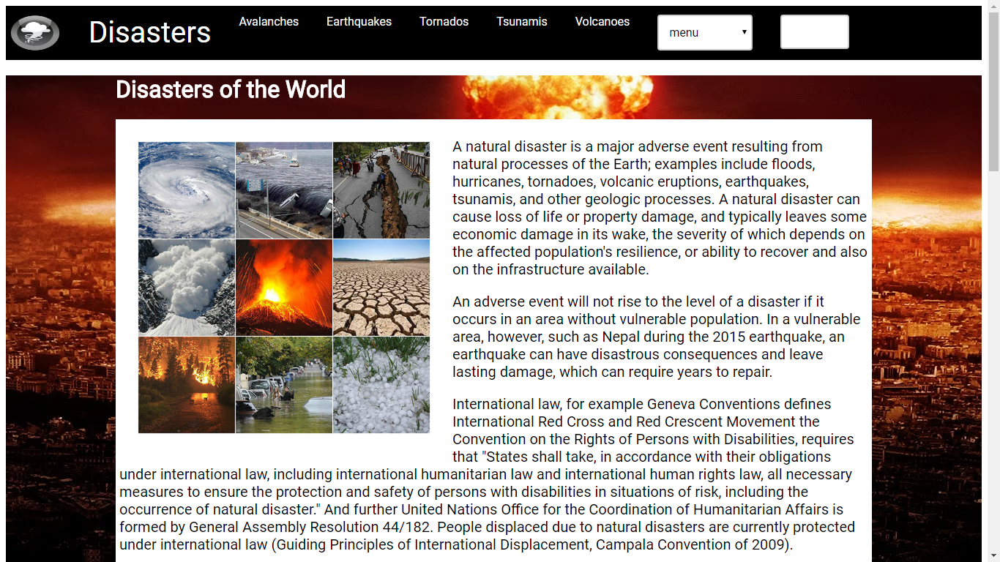 Disasters
Avalanches
Earthquakes
Tornados
Tsunamis
Volcanoes
menu
Disasters of the World
A natural disaster is a major adverse event resulting from
natural processes of the Earth; examples include floods,
hurricanes, tornadoes, volcanic eruptions, earthquakes,
tsunamis, and other geologic processes. A natural disaster can
cause loss of life or property damage, and typically leaves some
economic damage in its wake, the severity of which depends on
the affected population's resilience, or ability to recover and also
on the infrastructure available.
An adverse event will not rise to the level of a disaster if it
occurs in an area without vulnerable population. In a vulnerable
area, however, such as Nepal during the 2015 earthquake, an
earthquake can have disastrous consequences and leave
lasting damage, which can require years to repair.
International law, for example Geneva Conventions defines
International Red Cross and Red Crescent Movement the
Convention on the Rights of Persons with Disabilities, requires
that "States shall take, in accordance with their obligations
under international law, including international humanitarian law and international human rights law, all necessary
measures to ensure the protection and safety of persons with disabilities in situations of risk, including the
occurrence of natural disaster." And further United Nations Office for the Coordination of Humanitarian Affairs is
formed by General Assembly Resolution 44/182. People displaced due to natural disasters are currently protected
under international law (Guiding Principles of International Displacement, Campala Convention of 2009).